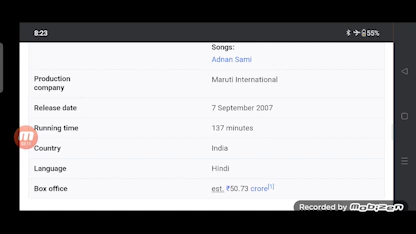 8:23
55%
Songs:
Adnan Sami
Production company Maruti International
Release date 7 September 2007
Running time 137 minutes
Country India
Language Hindi
Box office est. ₹50.73 crore[1]
Recorded by Mobizen